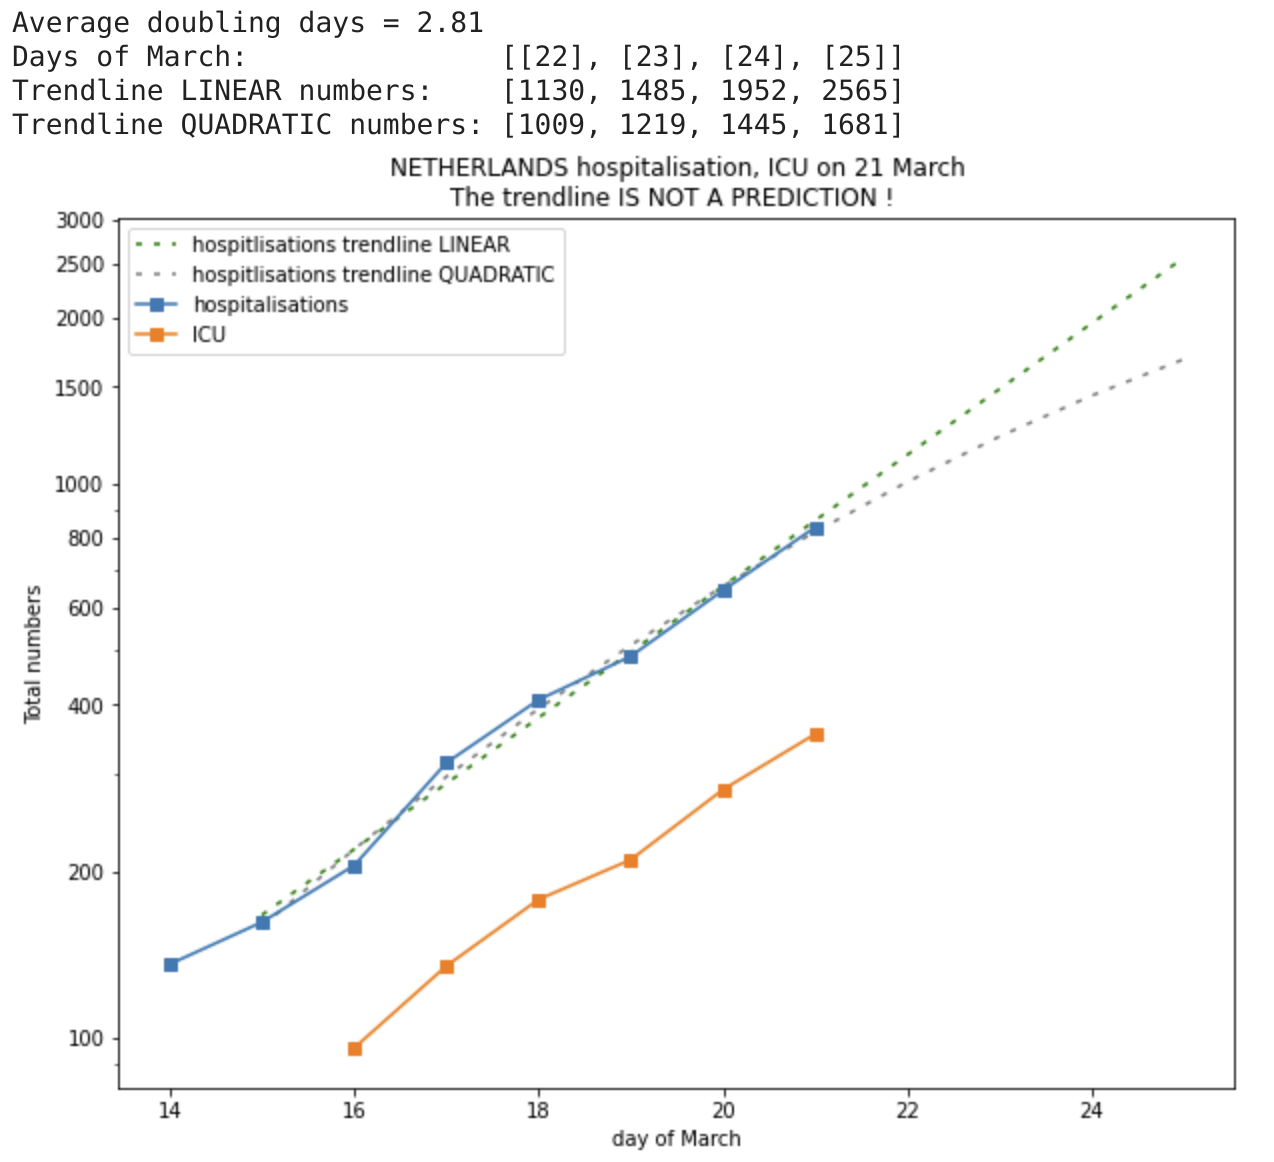 Average doubling days = 2.81
Days of March: [[22], [23], [24], [25]]
Trendline LINEAR numbers: [1130, 1485, 1952, 2565]
Trendline QUADRATIC numbers: [1009, 1219, 1445, 1681]
NETHERLANDS hospitalisation, ICU on 21 March
The trendline IS NOT A PREDICTION !
hospitlisations trendline LINEAR
hospitlisations trendline QUADRATIC
hospitalisations
ICU
3000
2500
2000
1500
1000
800
600
400
200
100
Total numbers
14 16 18 20 22 24
day of March